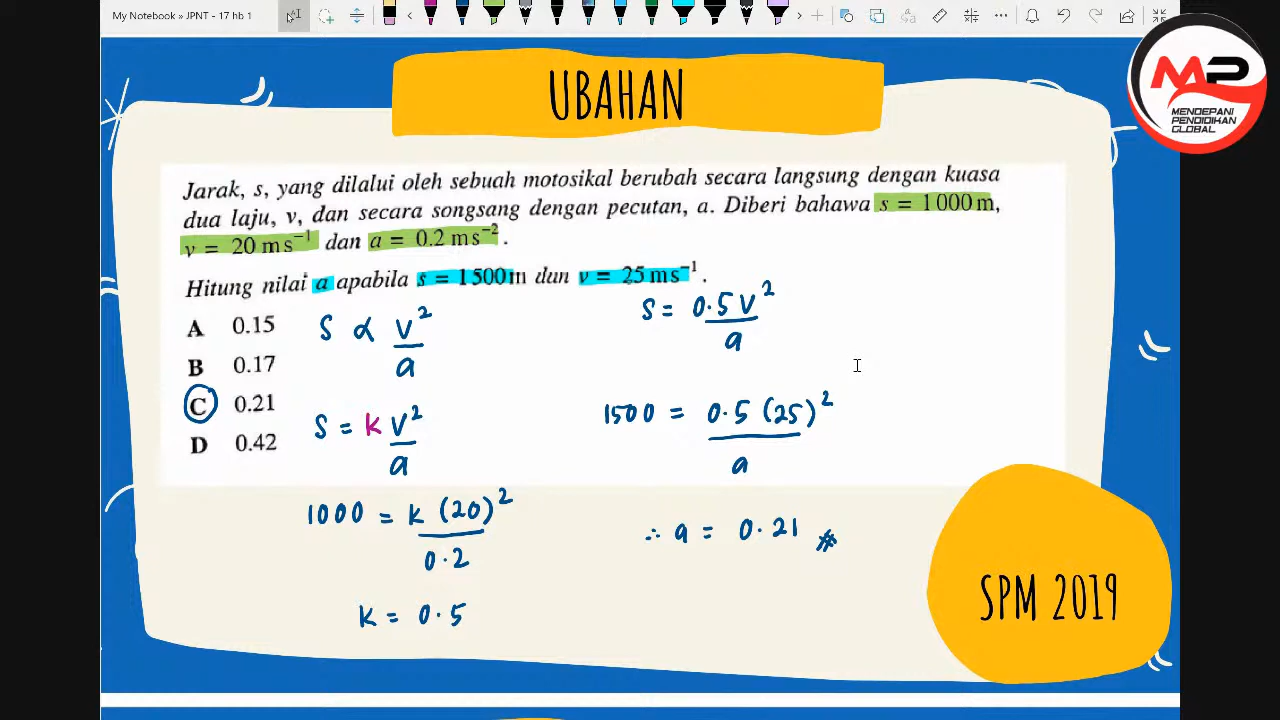 My Notebook » JPNT - 17 hb 1
MP
MENDEPANI
PENDIDIKAN
GLOBAL
UBAHAN
Jarak, s, yang dilalui oleh sebuah motosikal berubah secara langsung dengan kuasa
dua laju, v, dan secara songsang dengan pecutan, a. Diberi bahawa s = 1 000 m,
v = 20 m s⁻¹ dan a = 0.2 m s⁻².
Hitung nilai a apabila s = 1 500 m dan v = 25 m s⁻¹.
A 0.15
B 0.17
C 0.21
D 0.42
s ∝ v²/a
s = k v²/a
1000 = k (20)²/0.2
k = 0.5
s = 0.5 v²/a
1500 = 0.5 (25)²/a
∴ a = 0.21 #
SPM 2019